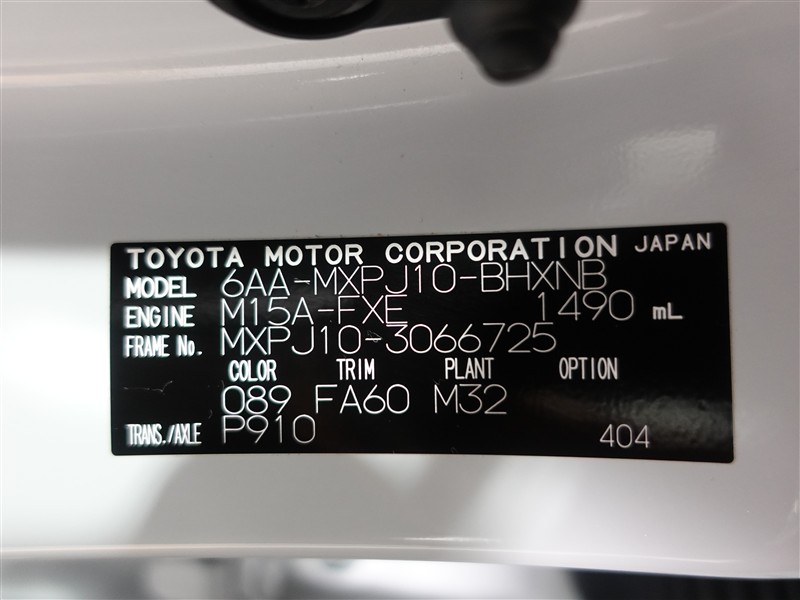 TOYOTA MOTOR CORPORATION JAPAN
MODEL 6AA-MXPJ10-BHXNB
ENGINE M15A-FXE 1490 mL
FRAME No. MXPJ10-3066725
COLOR TRIM PLANT OPTION
089 FA60 M32
TRANS./AXLE P910 404